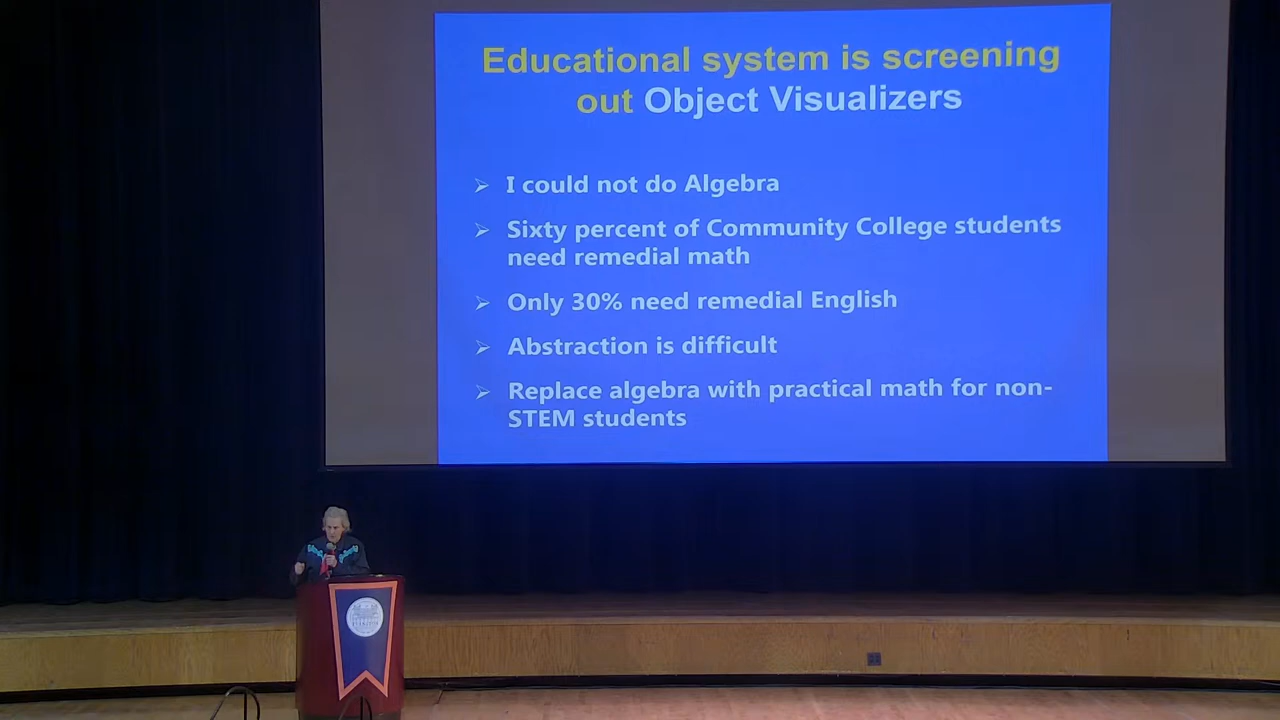 Educational system is screening
out Object Visualizers
➢ I could not do Algebra
➢ Sixty percent of Community College students
need remedial math
➢ Only 30% need remedial English
➢ Abstraction is difficult
➢ Replace algebra with practical math for non-
STEM students